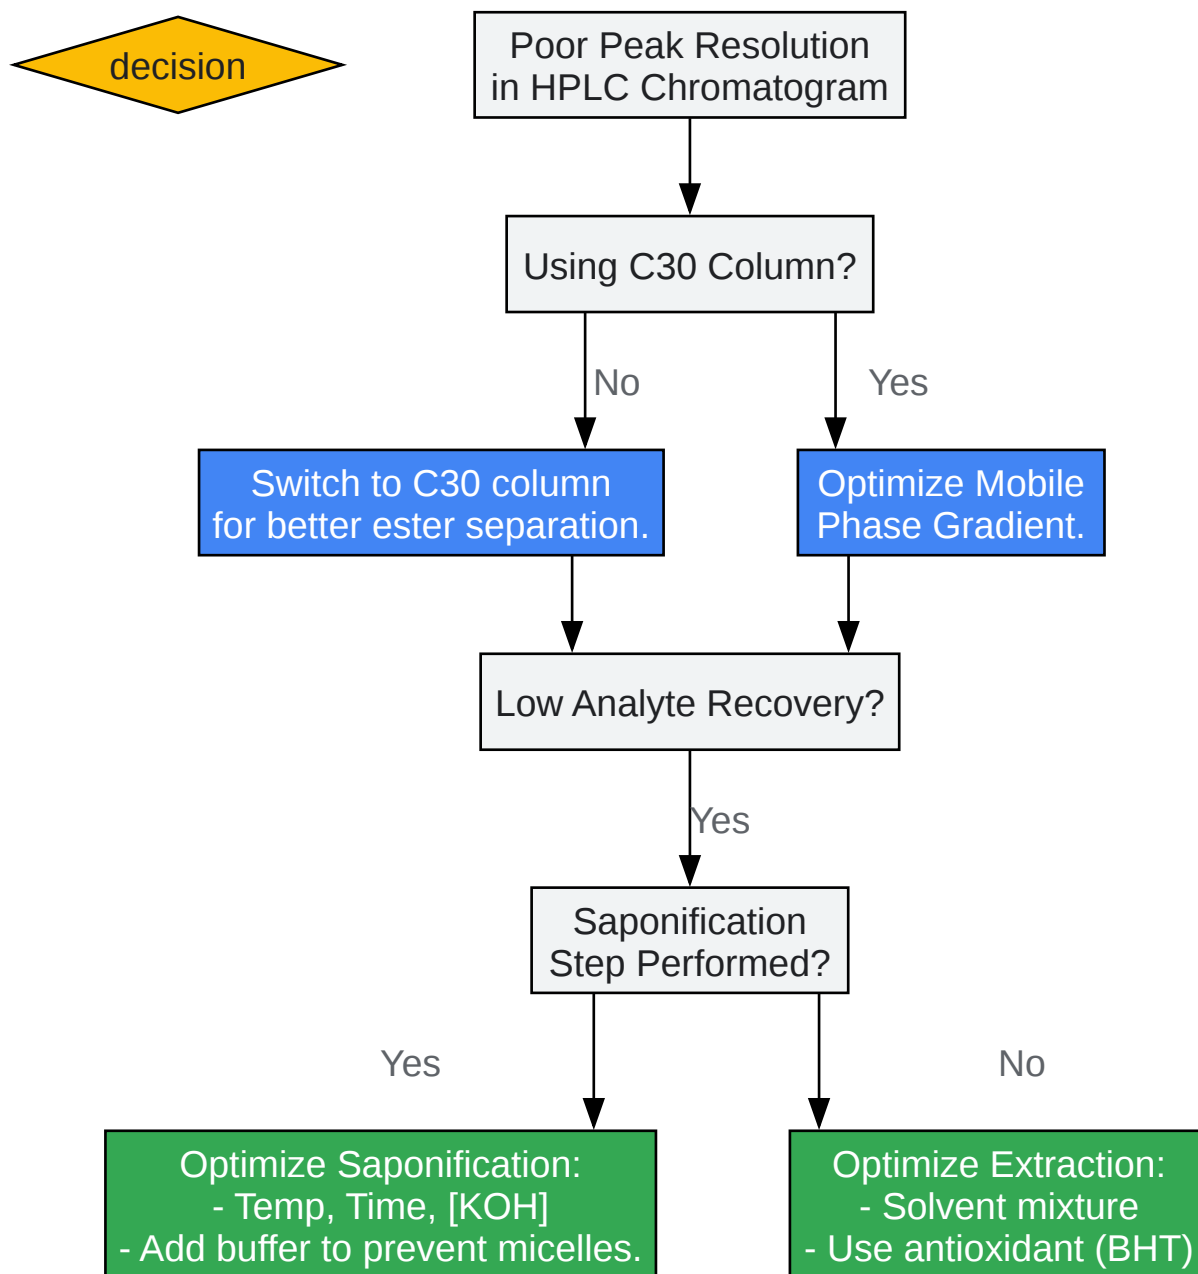 decision
Poor Peak Resolution
in HPLC Chromatogram
Using C30 Column?
No
Yes
Switch to C30 column
for better ester separation.
Optimize Mobile
Phase Gradient.
Low Analyte Recovery?
Yes
Saponification
Step Performed?
Yes
No
Optimize Saponification:
- Temp, Time, [KOH]
- Add buffer to prevent micelles.
Optimize Extraction:
- Solvent mixture
- Use antioxidant (BHT)